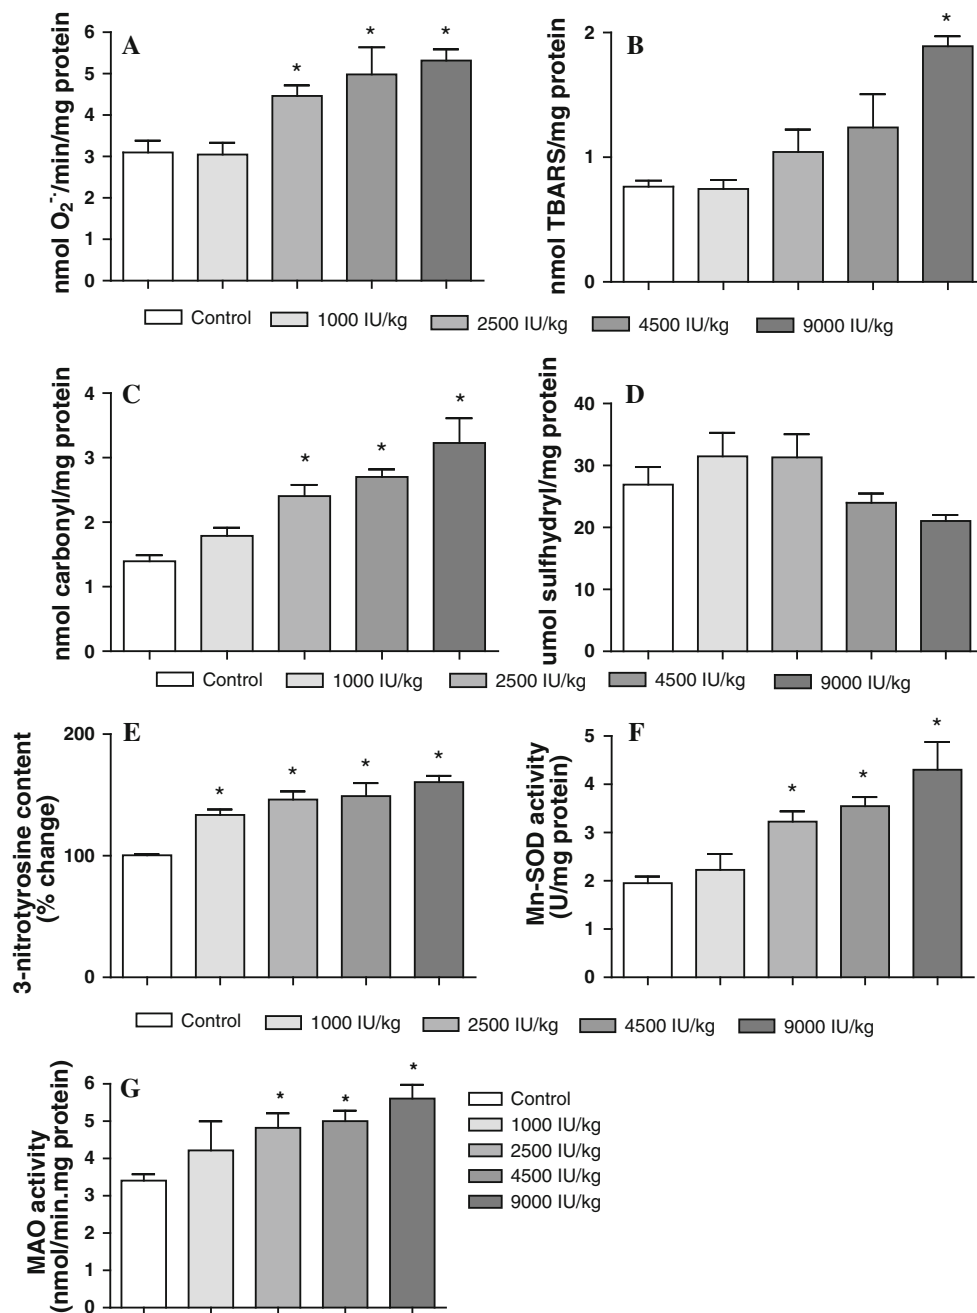 A
nmol O2-·/min/mg protein
6
5
4
3
2
1
0
* * *
B
nmol TBARS/mg protein
2
1
0
*
Control 1000 IU/kg 2500 IU/kg 4500 IU/kg 9000 IU/kg
C
nmol carbonyl/mg protein
4
3
2
1
0
* * *
D
umol sulfhydryl/mg protein
40
30
20
10
0
Control 1000 IU/kg 2500 IU/kg 4500 IU/kg 9000 IU/kg
E
3-nitrotyrosine content
(% change)
200
100
0
* * * *
F
Mn-SOD activity
(U/mg protein)
5
4
3
2
1
0
* * *
Control 1000 IU/kg 2500 IU/kg 4500 IU/kg 9000 IU/kg
G
MAO activity
(nmol/min.mg protein)
6
5
4
3
2
1
0
* * *
Control
1000 IU/kg
2500 IU/kg
4500 IU/kg
9000 IU/kg